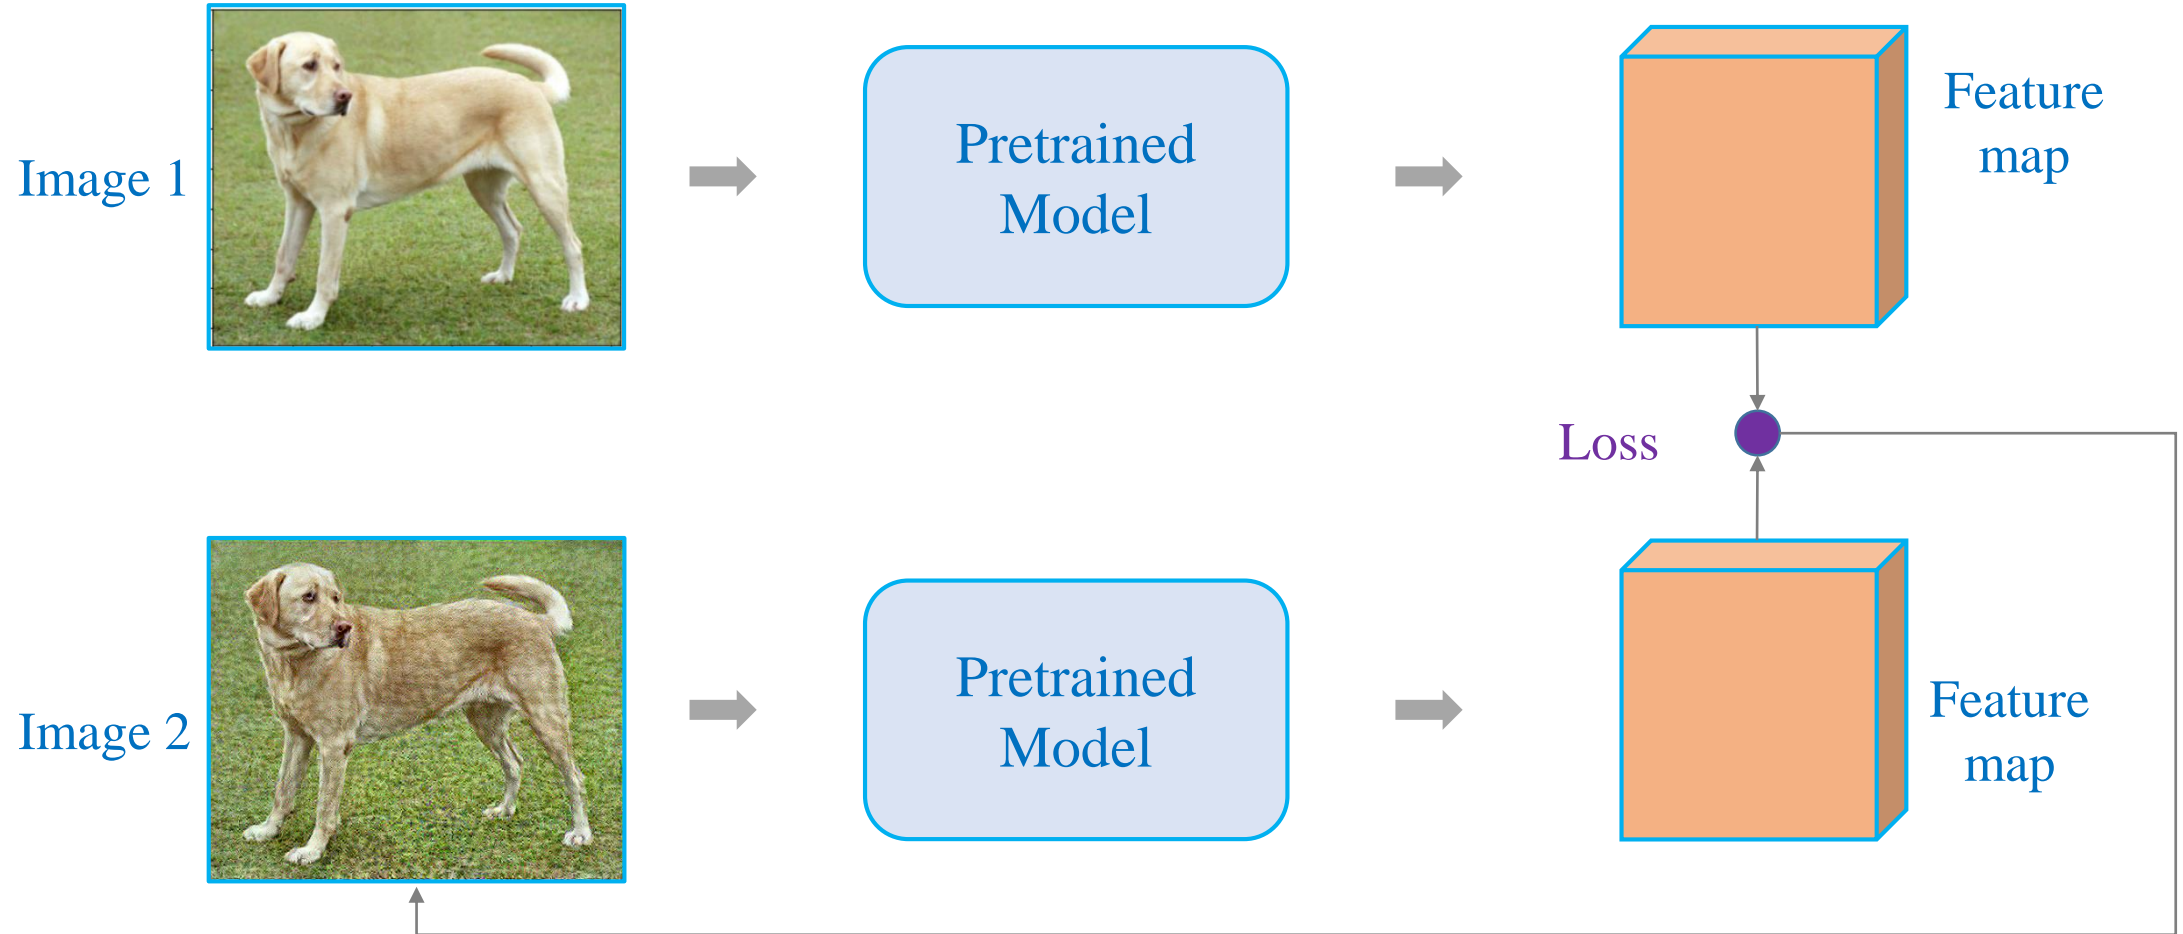 Image 1
Pretrained
Model
Feature
map
Loss
Image 2
Pretrained
Model
Feature
map